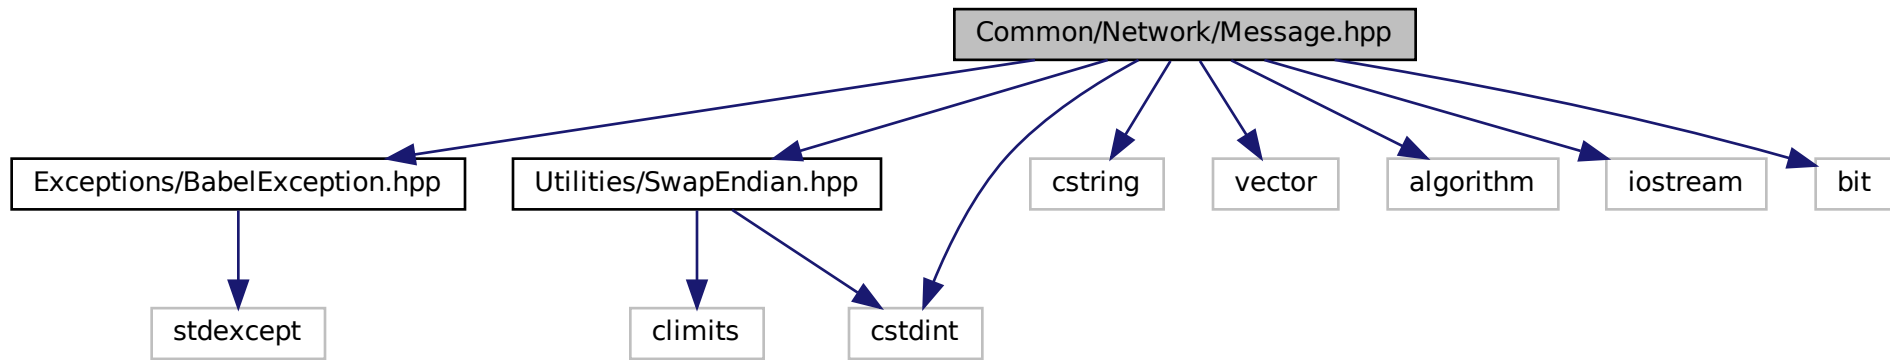 Common/Network/Message.hpp
Exceptions/BabelException.hpp
Utilities/SwapEndian.hpp
cstring
vector
algorithm
iostream
bit
stdexcept
climits
cstdint